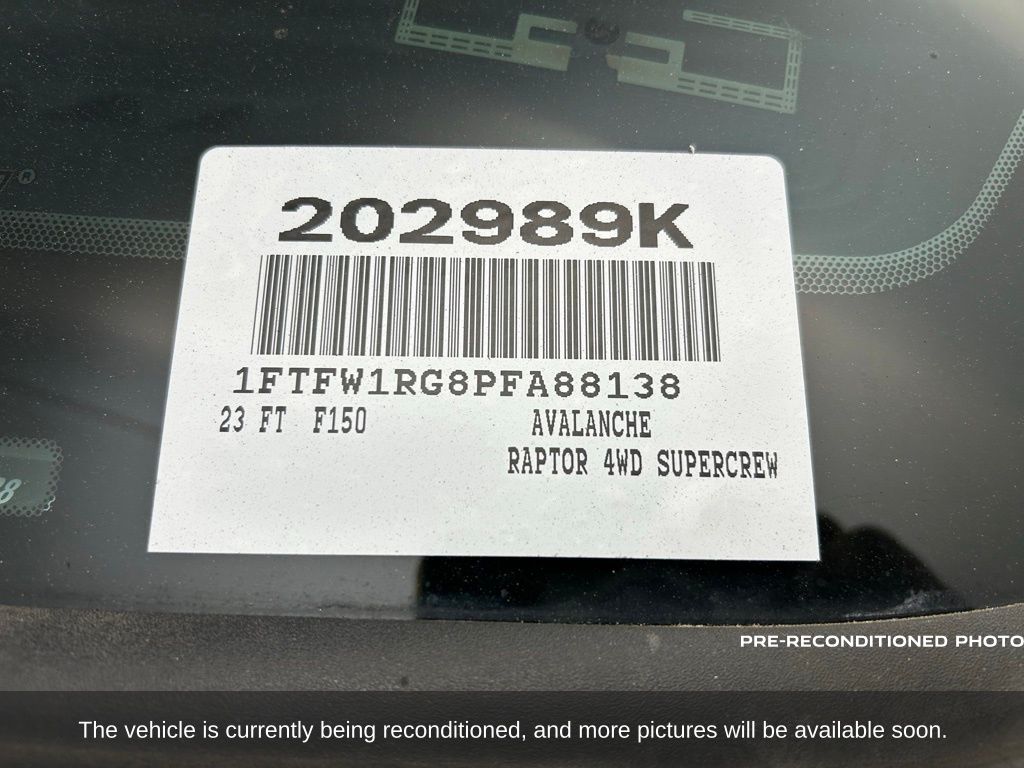 202989K
1FTFW1RG8PFA88138
23 FT F150 AVALANCHE
RAPTOR 4WD SUPERCREW
PRE-RECONDITIONED PHOTO
The vehicle is currently being reconditioned, and more pictures will be available soon.